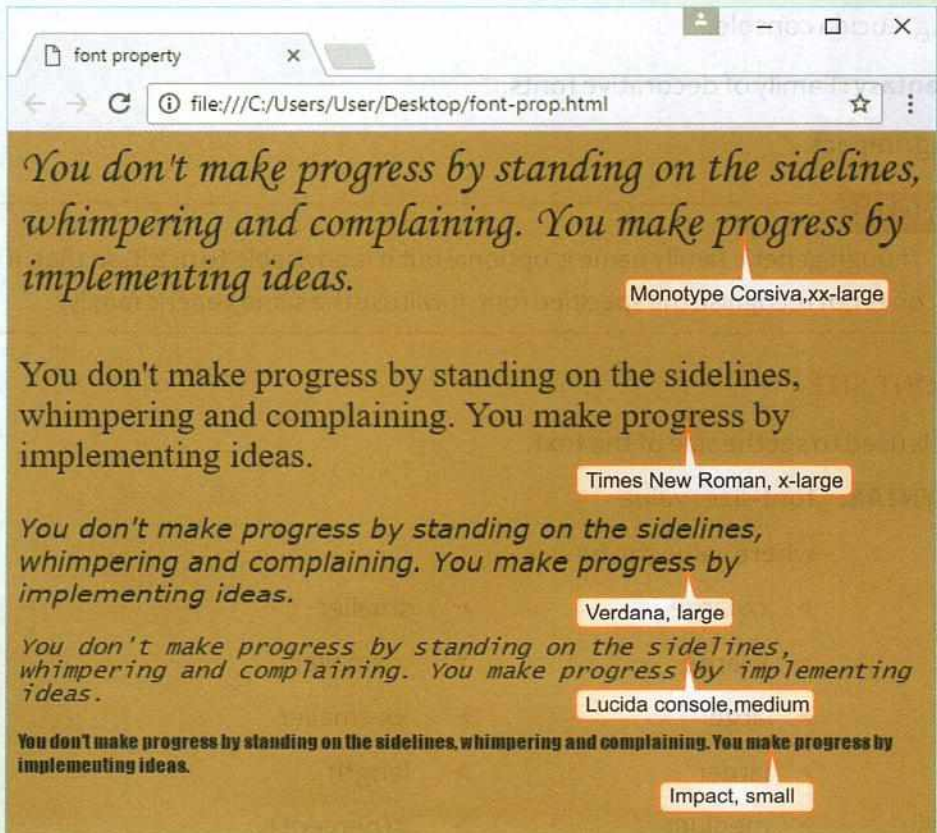 font property
file:///C:/Users/User/Desktop/font-prop.html
You don't make progress by standing on the sidelines,
whimpering and complaining. You make progress by
implementing ideas.
Monotype Corsiva,xx-large
You don't make progress by standing on the sidelines,
whimpering and complaining. You make progress by
implementing ideas.
Times New Roman, x-large
You don't make progress by standing on the sidelines,
whimpering and complaining. You make progress by
implementing ideas.
Verdana, large
You don't make progress by standing on the sidelines,
whimpering and complaining. You make progress by implementing
ideas.
Lucida console,medium
You don't make progress by standing on the sidelines, whimpering and complaining. You make progress by
implementing ideas.
Impact, small